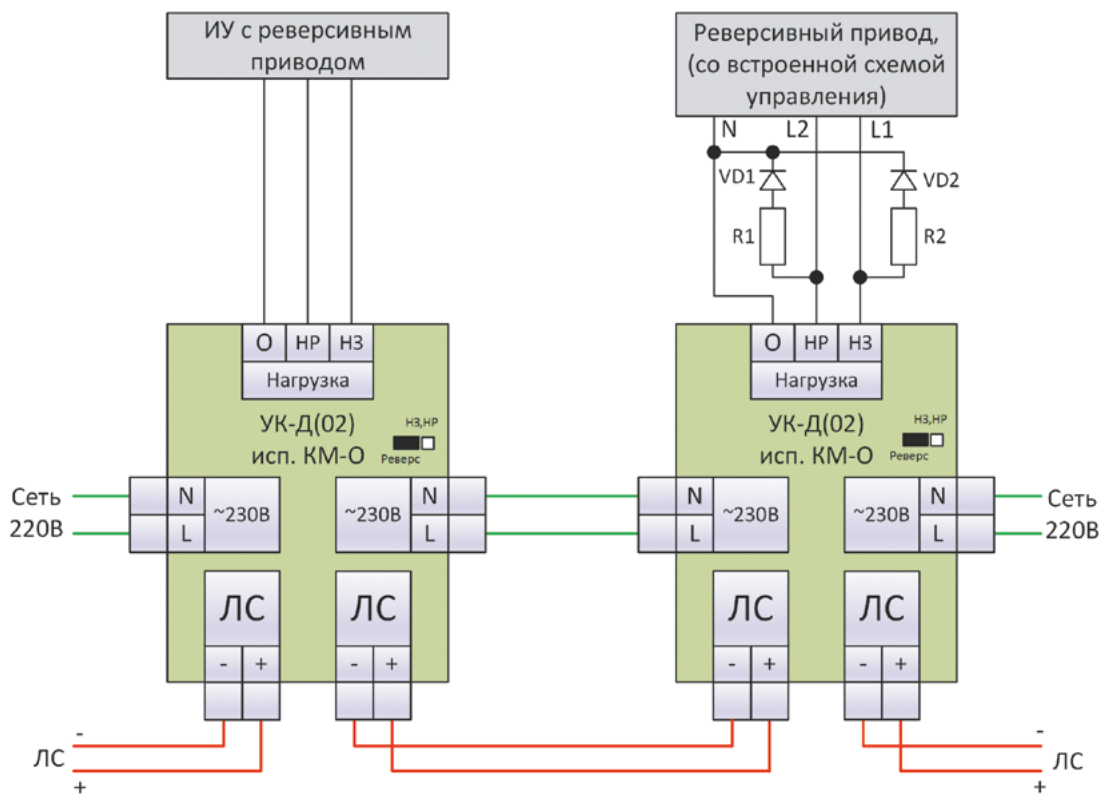 ИУ с реверсивным
приводом
Реверсивный привод,
(со встроенной схемой
управления)
N
L2
L1
VD1
VD2
R1
R2
О
НР
НЗ
Нагрузка
УК-Д(02)
исп. КМ-О
НЗ,НР
Реверс
О
НР
НЗ
Нагрузка
УК-Д(02)
исп. КМ-О
НЗ,НР
Реверс
Сеть
220В
N
L
~230В
~230В
N
L
N
L
~230В
~230В
N
L
Сеть
220В
ЛС
- +
ЛС
- +
ЛС
- +
ЛС
- +
-
ЛС
+
-
ЛС
+